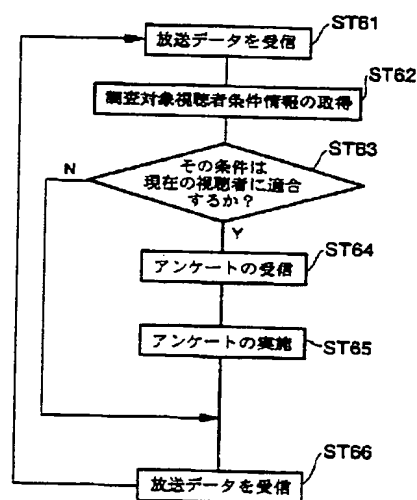 ST61
放送データを受信
ST62
調査対象視聴者条件情報の取得
ST63
その条件は
現在の視聴者に適合
するか?
N
Y
ST64
アンケートの受信
ST65
アンケートの実施
放送データを受信
ST66